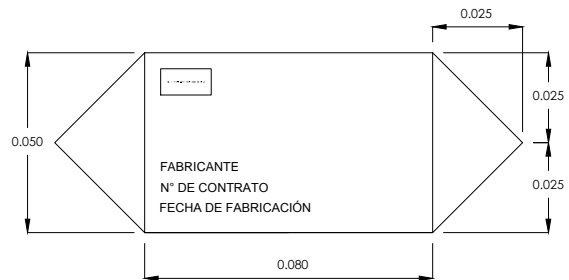 0.025
0.050
0.025
0.025
FABRICANTE
N° DE CONTRATO
FECHA DE FABRICACIÓN
0.080